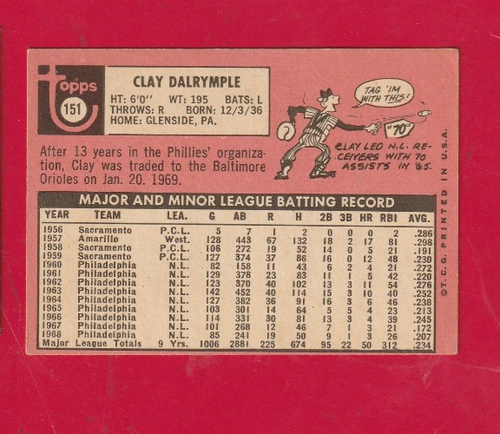 topps
151
CLAY DALRYMPLE
HT: 6'0" WT: 195 BATS: L
THROWS: R BORN: 12/3/36
HOME: GLENSIDE, PA.
After 13 years in the Phillies' organiza-
tion, Clay was traded to the Baltimore
Orioles on Jan. 20, 1969.
TAG 'IM
WITH THIS!
"70"
CLAY LED N.L. RE-
CEIVERS WITH 70
ASSISTS IN '65.
MAJOR AND MINOR LEAGUE BATTING RECORD
YEAR TEAM LEA. G AB R H 2B 3B HR RBI AVG.
1956 Sacramento P.C.L. 5 7 1 2 0 0 0 2 .286
1957 Amarillo West. 128 443 67 132 18 2 17 81 .298
1958 Sacramento P.C.L. 106 272 19 52 14 0 5 21 .191
1959 Sacramento P.C.L. 127 374 37 86 12 0 6 49 .230
1960 Philadelphia N.L. 82 158 11 43 6 2 4 21 .272
1961 Philadelphia N.L. 129 378 23 83 11 1 5 42 .220
1962 Philadelphia N.L. 123 370 40 102 13 3 11 54 .276
1963 Philadelphia N.L. 142 452 40 114 15 3 10 40 .252
1964 Philadelphia N.L. 127 382 36 91 16 3 6 46 .238
1965 Philadelphia N.L. 103 301 14 64 5 5 4 23 .213
1966 Philadelphia N.L. 114 331 30 81 13 3 4 39 .245
1967 Philadelphia N.L. 101 268 12 46 7 1 3 21 .172
1968 Philadelphia N.L. 85 241 19 50 9 1 3 26 .207
Major League Totals 9 Yrs. 1006 2881 225 674 95 22 50 312 .234
© T.C.G. PRINTED IN U.S.A.